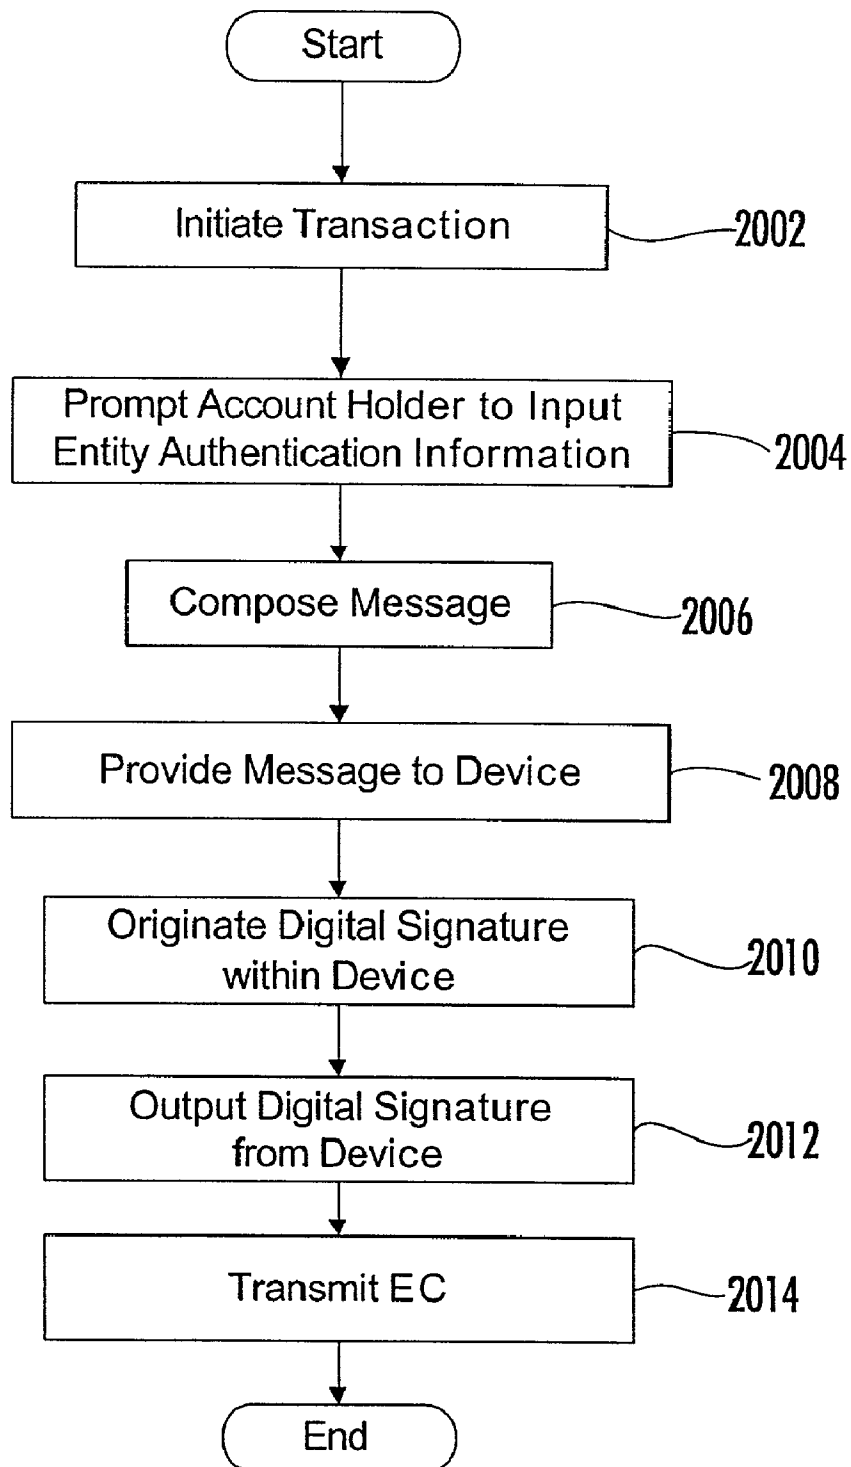 Start
Initiate Transaction
2002
Prompt Account Holder to Input
Entity Authentication Information
2004
Compose Message
2006
Provide Message to Device
2008
Originate Digital Signature
within Device
2010
Output Digital Signature
from Device
2012
Transmit EC
2014
End